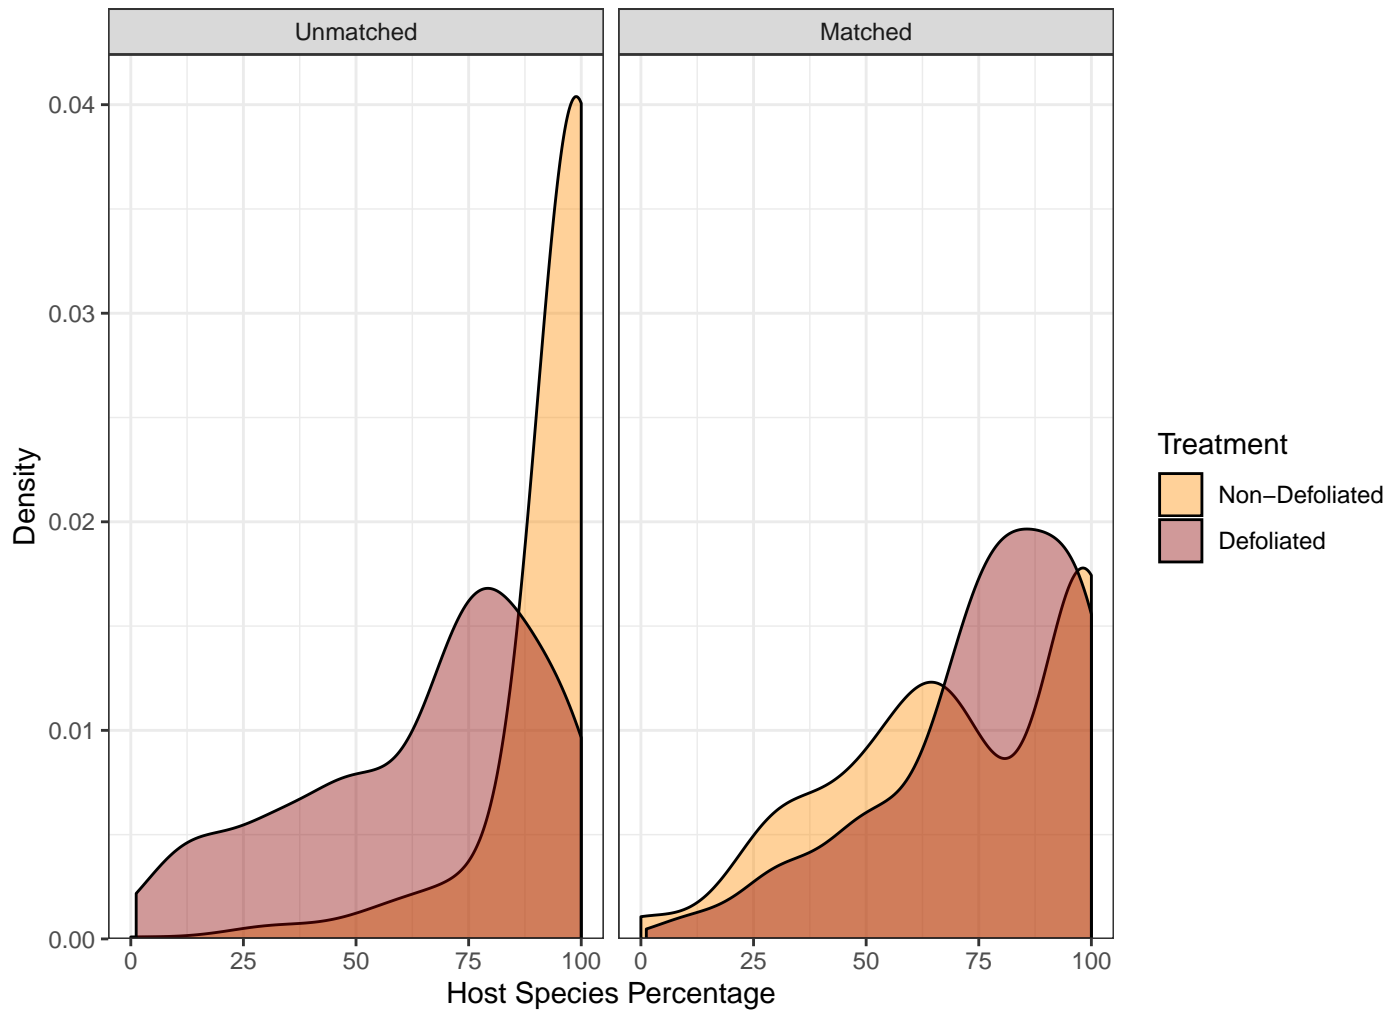 Unmatched
Matched
0.04
0.03
0.02
0.01
0.00
Density
0 25 50 75 100
0 25 50 75 100
Host Species Percentage
Treatment
Non−Defoliated
Defoliated